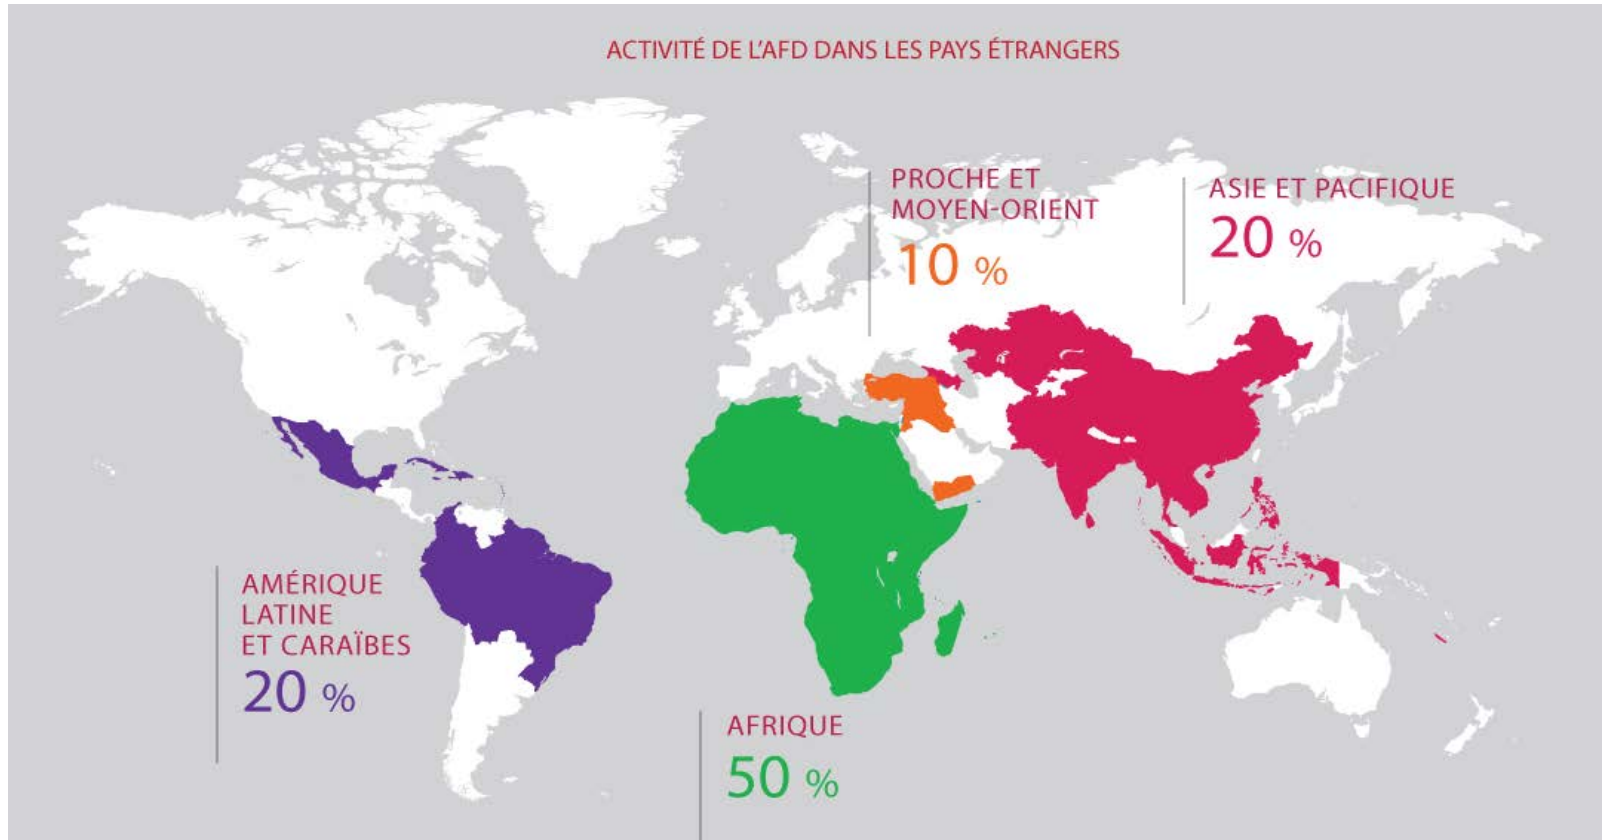 ACTIVITÉ DE L'AFD DANS LES PAYS ÉTRANGERS
PROCHE ET
MOYEN-ORIENT
10 %
ASIE ET PACIFIQUE
20 %
AMÉRIQUE
LATINE
ET CARAÏBES
20 %
AFRIQUE
50 %